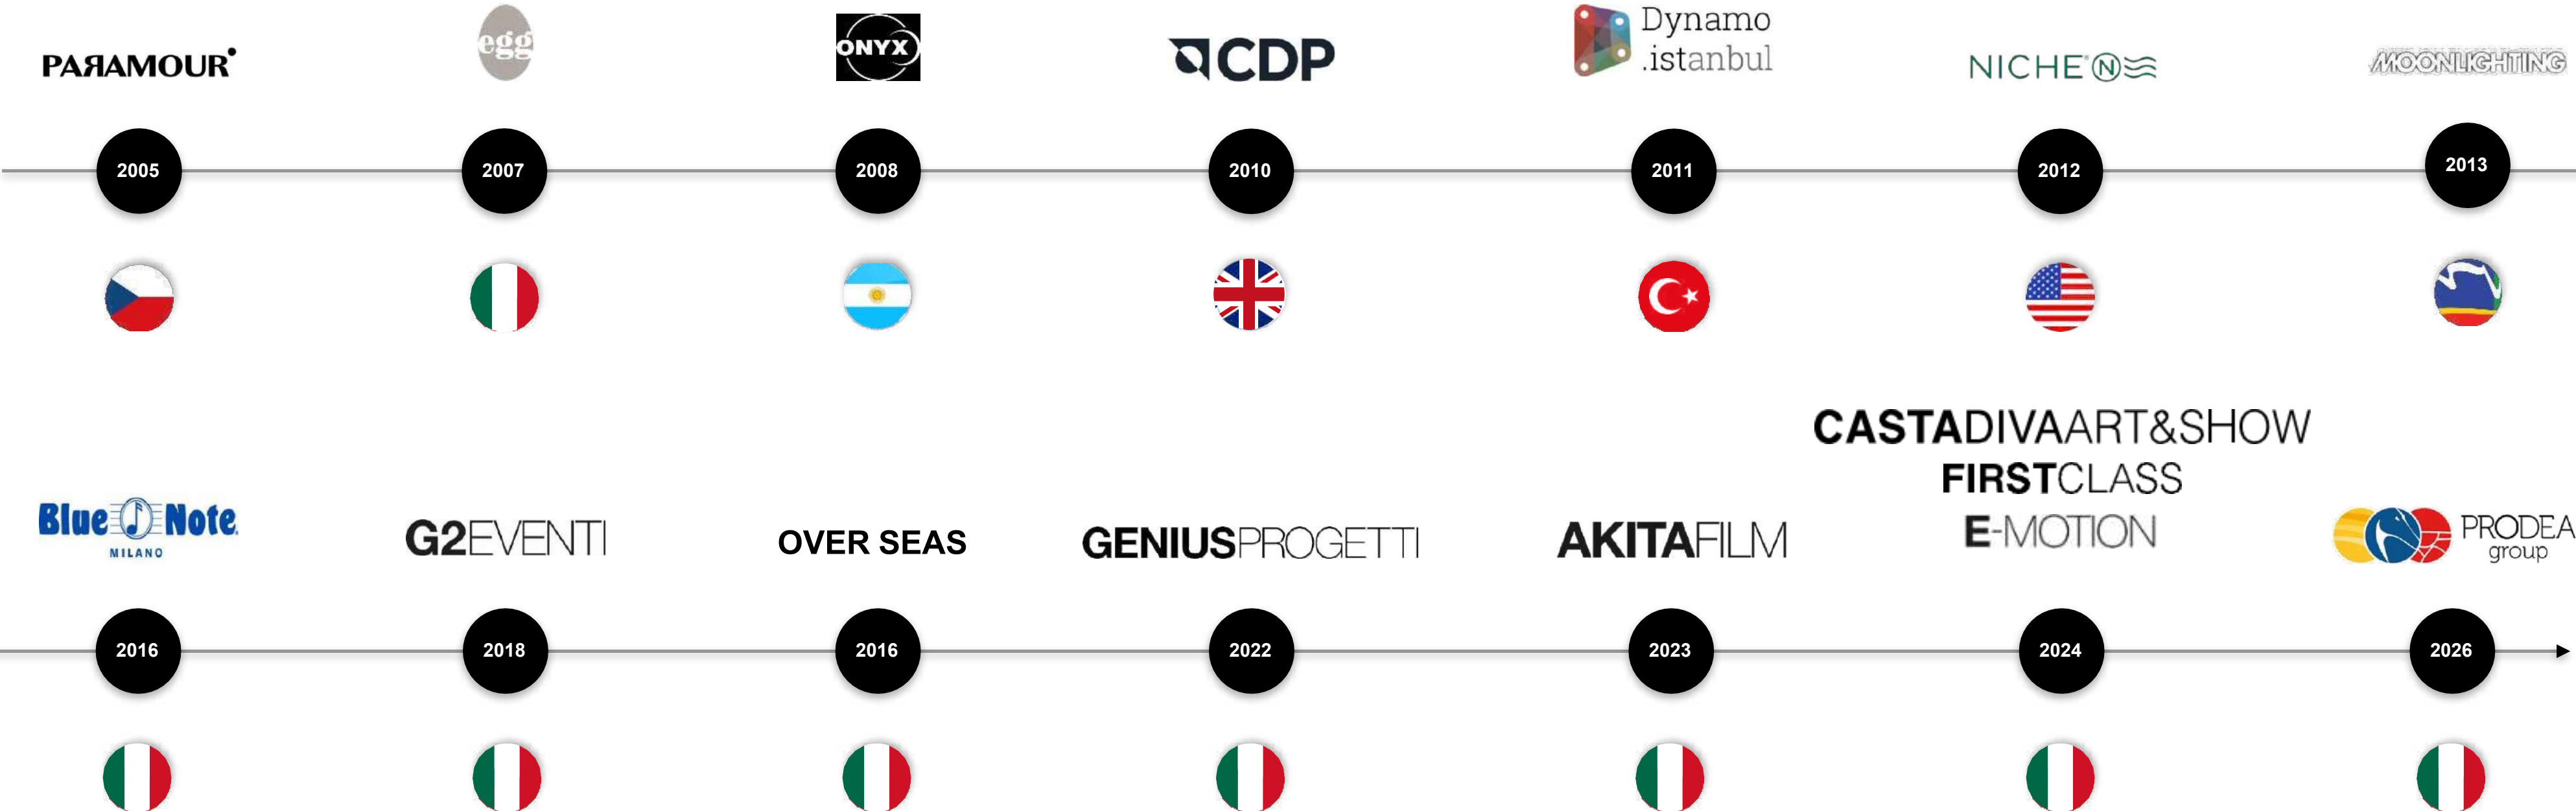 PAЯAMOUR
egg
ONYX
CDP
Dynamo
.istanbul
NICHE N
MOONLIGHTING
2005
2007
2008
2010
2011
2012
2013
CASTADIVAART&SHOW
FIRSTCLASS
E-MOTION
Blue Note
MILANO
G2EVENTI
OVER SEAS
GENIUSPROGETTI
AKITAFILM
PRODEA
group
2016
2018
2016
2022
2023
2024
2026